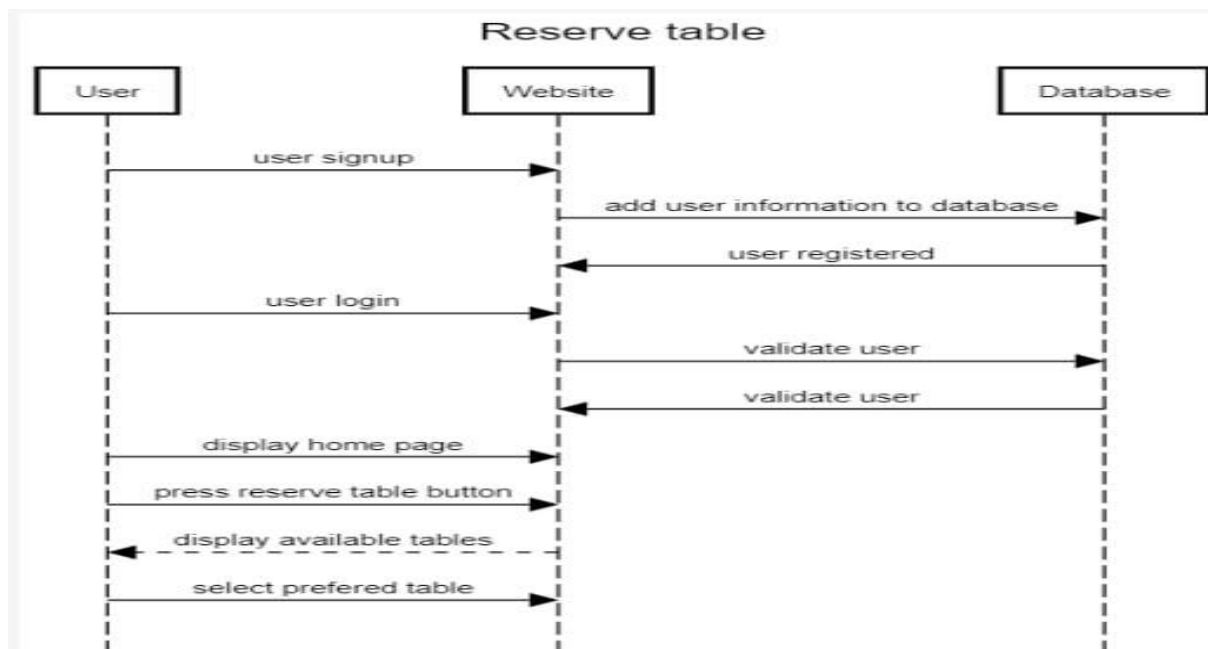 Reserve table
User
Website
Database
user signup
add user information to database
user registered
user login
validate user
validate user
display home page
press reserve table button
display available tables
select prefered table